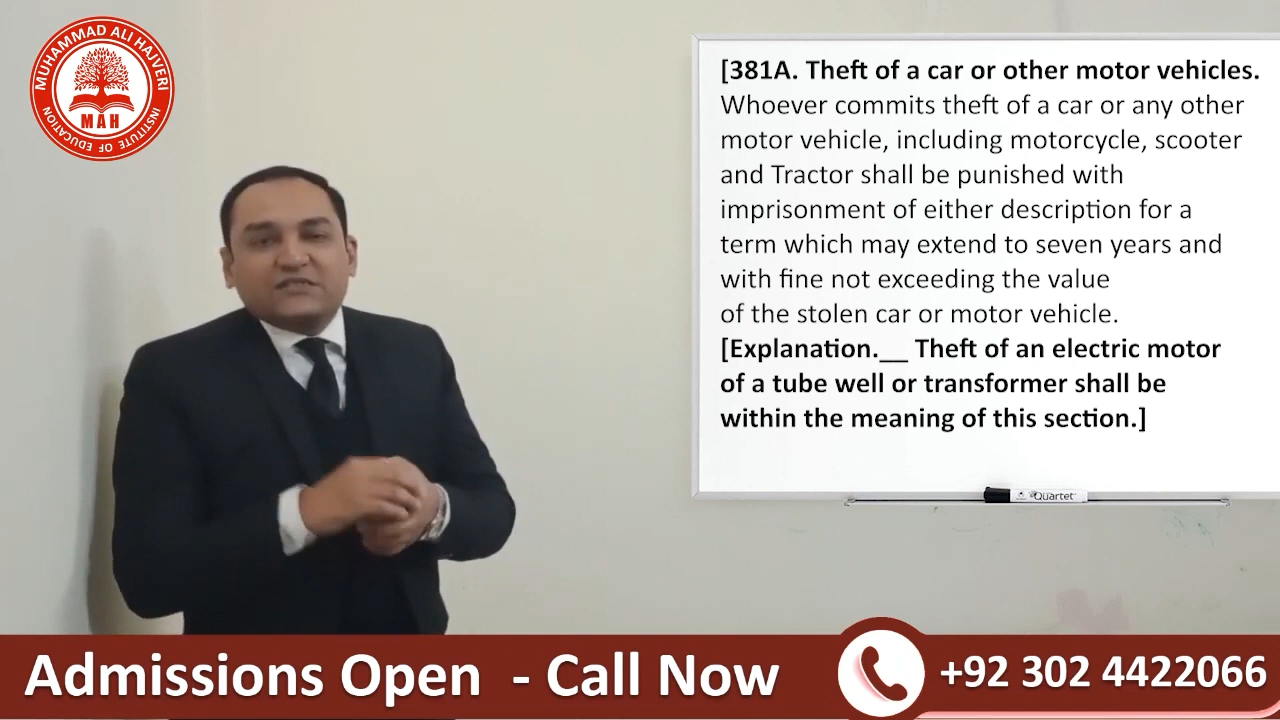 MUHAMMAD ALI HAJVERI
MAH
INSTITUTE OF EDUCATION
[381A. Theft of a car or other motor vehicles.
Whoever commits theft of a car or any other
motor vehicle, including motorcycle, scooter
and Tractor shall be punished with
imprisonment of either description for a
term which may extend to seven years and
with fine not exceeding the value
of the stolen car or motor vehicle.
[Explanation.__ Theft of an electric motor
of a tube well or transformer shall be
within the meaning of this section.]
Quartet
Admissions Open - Call Now
+92 302 4422066